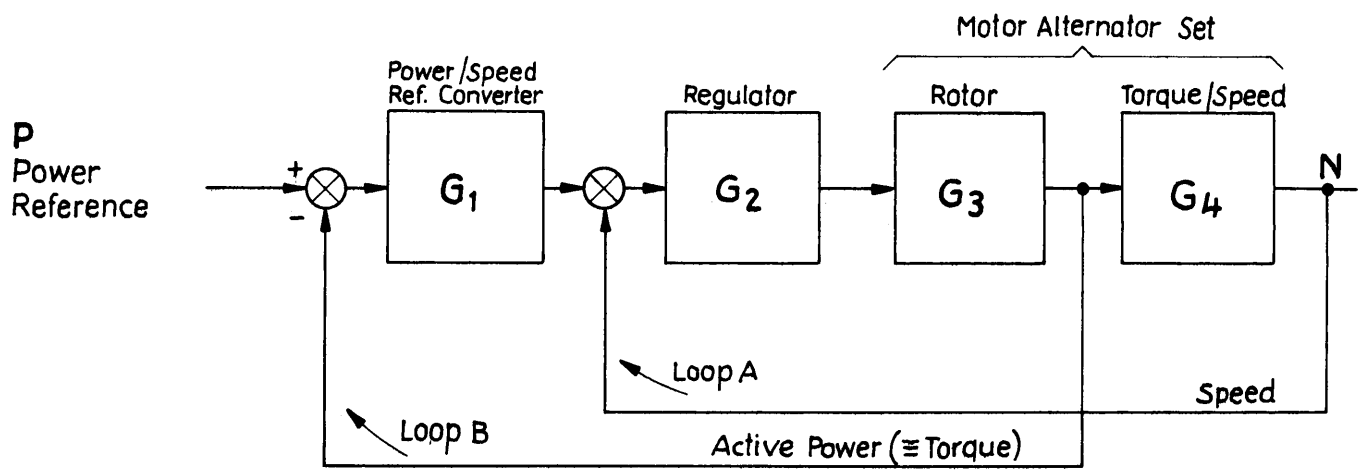 Motor Alternator Set
Power/Speed
Ref. Converter
Regulator
Rotor
Torque/Speed
P
Power
Reference
+
-
G1
G2
G3
G4
N
Loop A
Speed
Loop B
Active Power (≡ Torque)